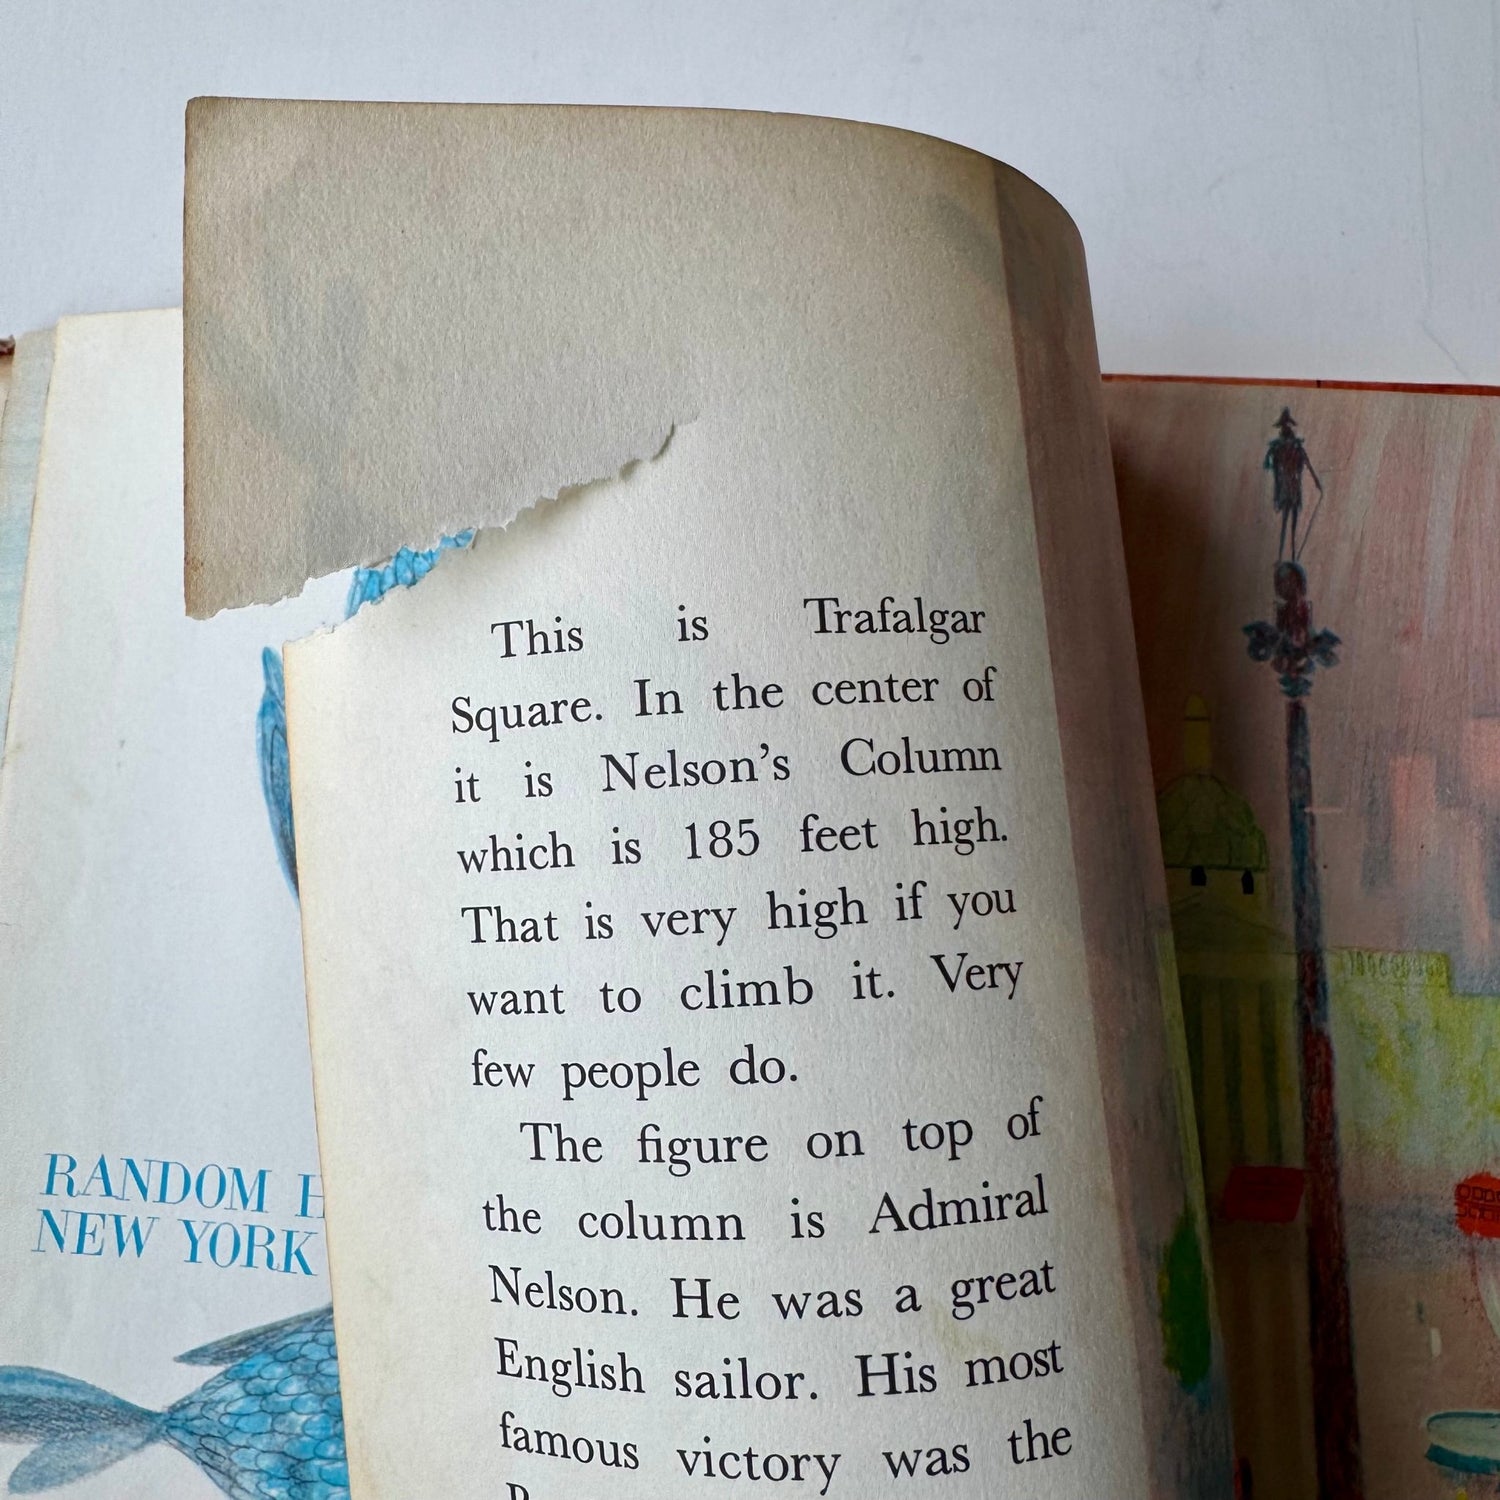 This is Trafalgar
Square. In the center of
it is Nelson's Column
which is 185 feet high.
That is very high if you
want to climb it. Very
few people do.
The figure on top of
the column is Admiral
Nelson. He was a great
English sailor. His most
famous victory was the
RANDOM H
NEW YORK